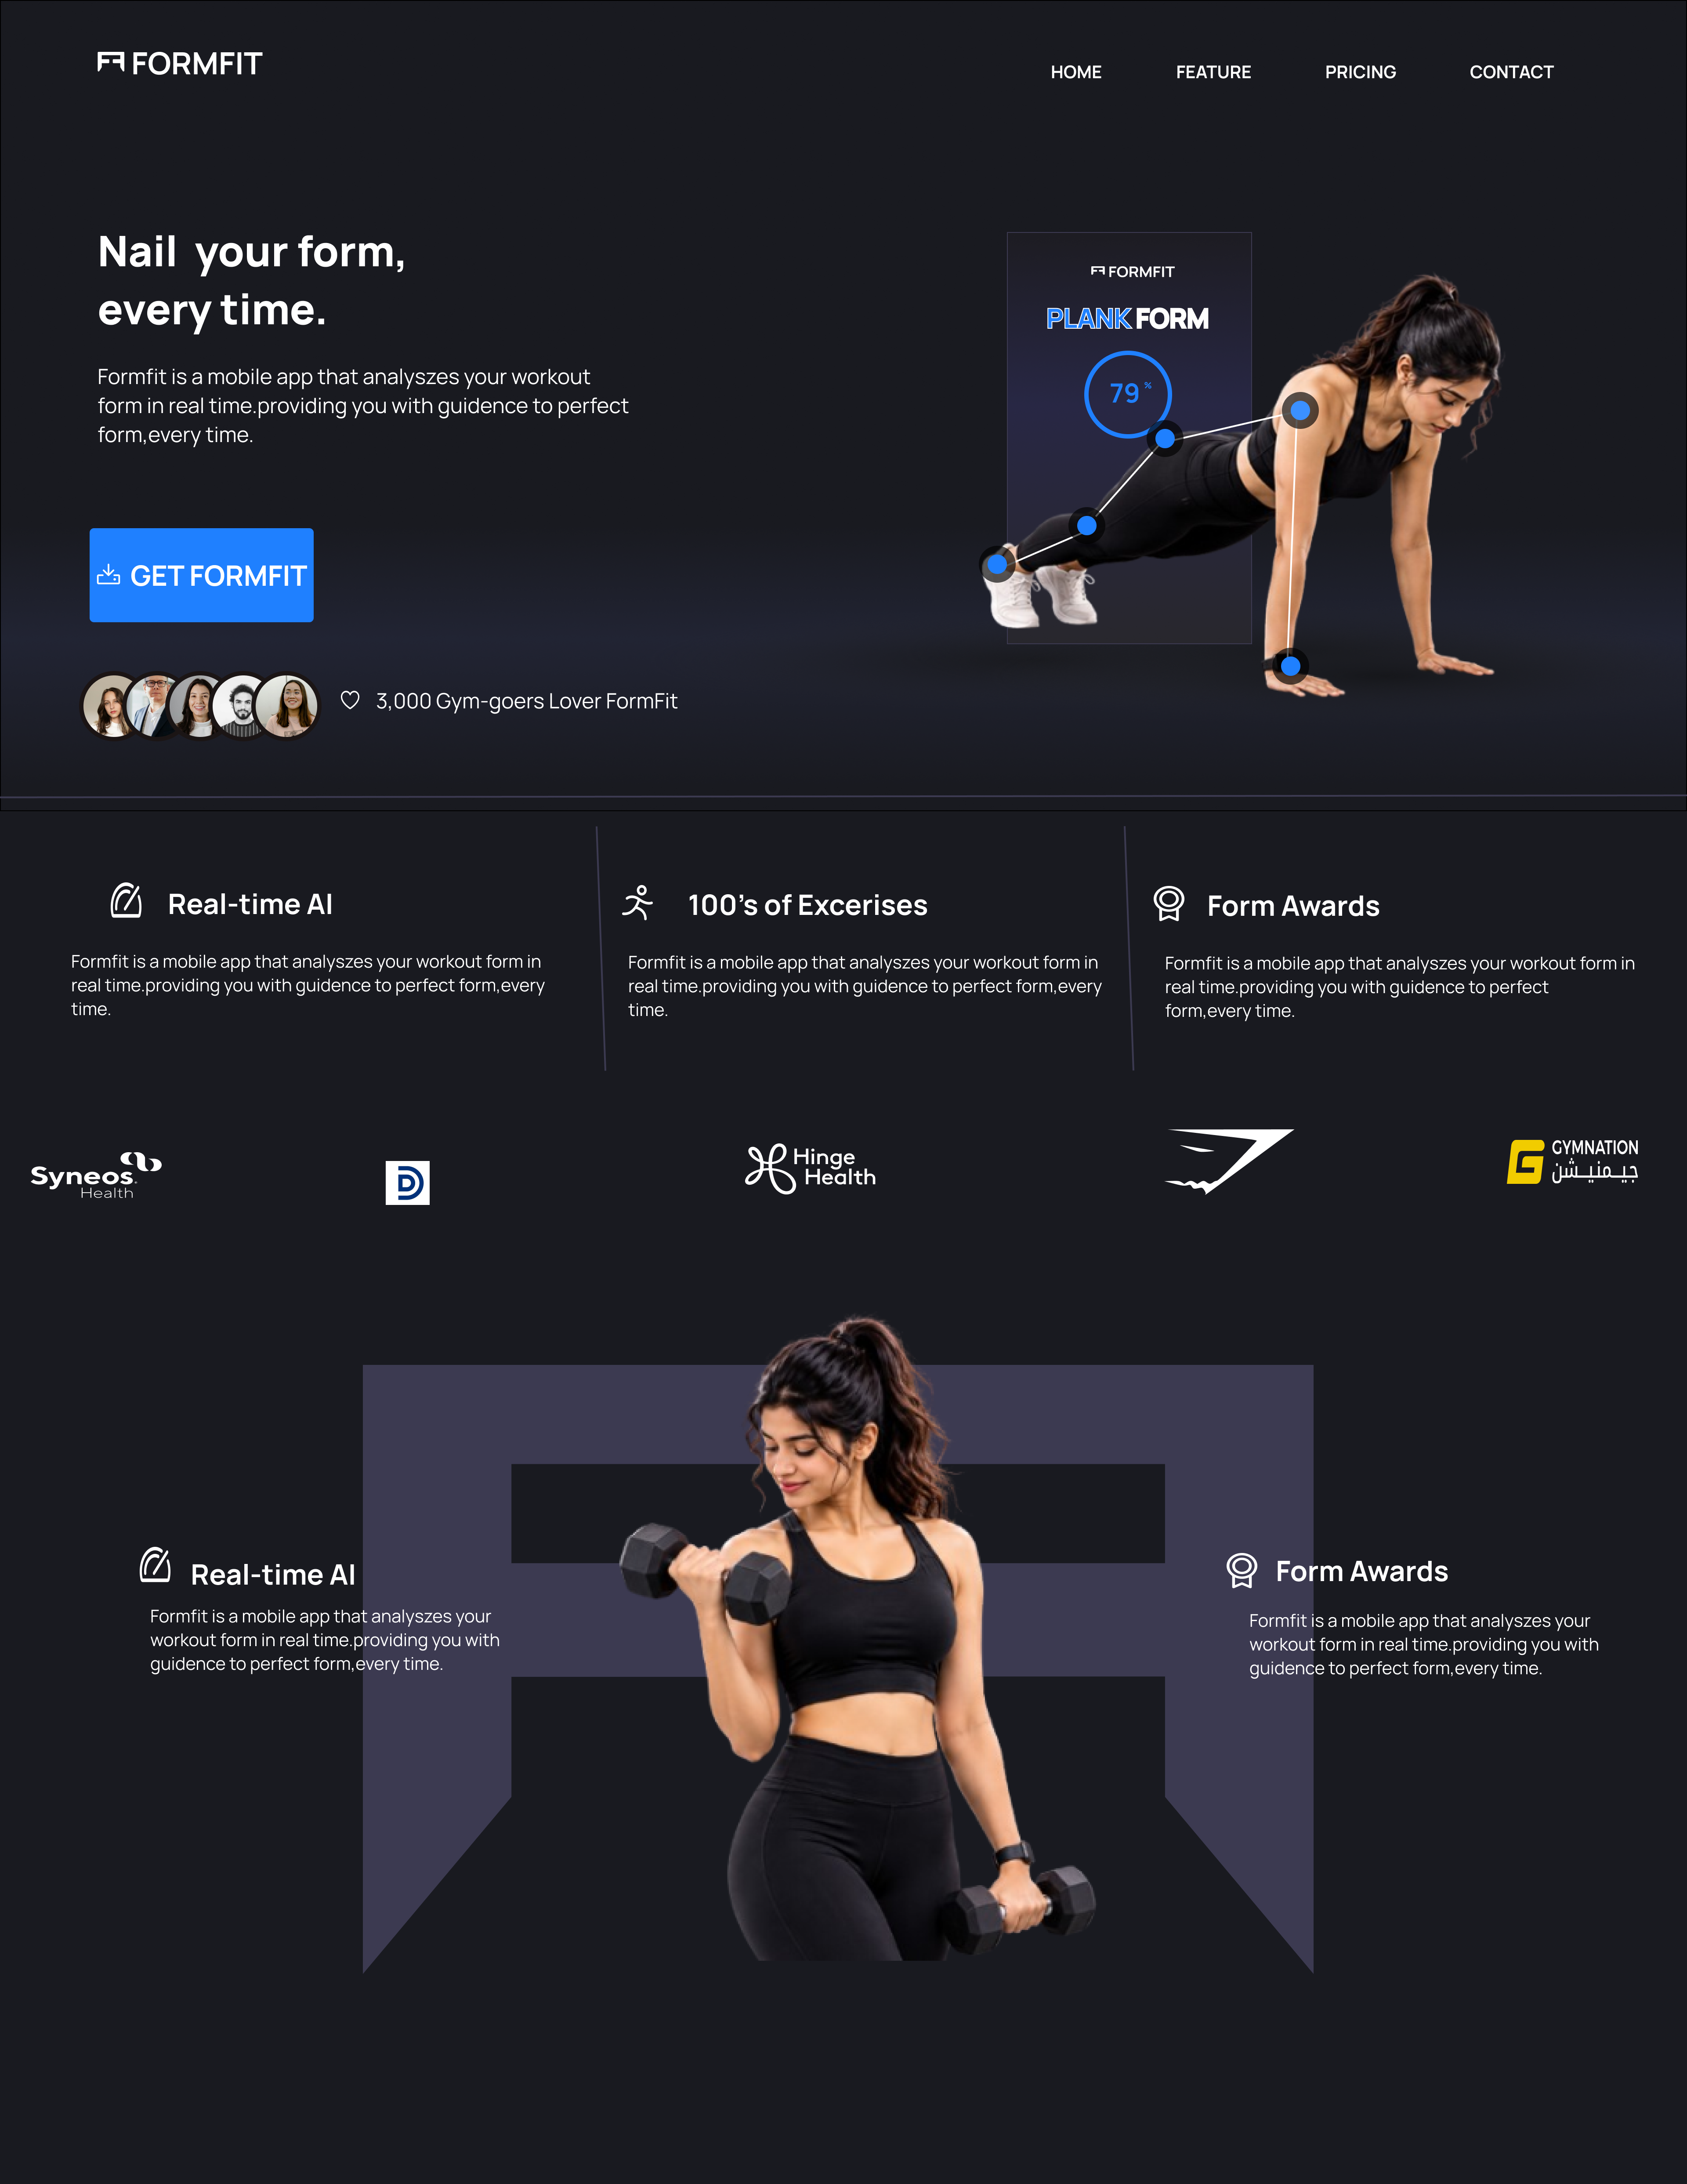 FORMFIT
HOME
FEATURE
PRICING
CONTACT
Nail  your form,
every time.
Formfit is a mobile app that analyszes your workout
form in real time.providing you with guidence to perfect
form,every time.
GET FORMFIT
3,000 Gym-goers Lover FormFit
FORMFIT
PLANK FORM
79 %
Real-time AI
Formfit is a mobile app that analyszes your workout form in
real time.providing you with guidence to perfect form,every
time.
100's of Excerises
Formfit is a mobile app that analyszes your workout form in
real time.providing you with guidence to perfect form,every
time.
Form Awards
Formfit is a mobile app that analyszes your workout form in
real time.providing you with guidence to perfect
form,every time.
Syneos
Health
D
Hinge
Health
GYMNATION
جيمنيشن
Real-time AI
Formfit is a mobile app that analyszes your
workout form in real time.providing you with
guidence to perfect form,every time.
Form Awards
Formfit is a mobile app that analyszes your
workout form in real time.providing you with
guidence to perfect form,every time.